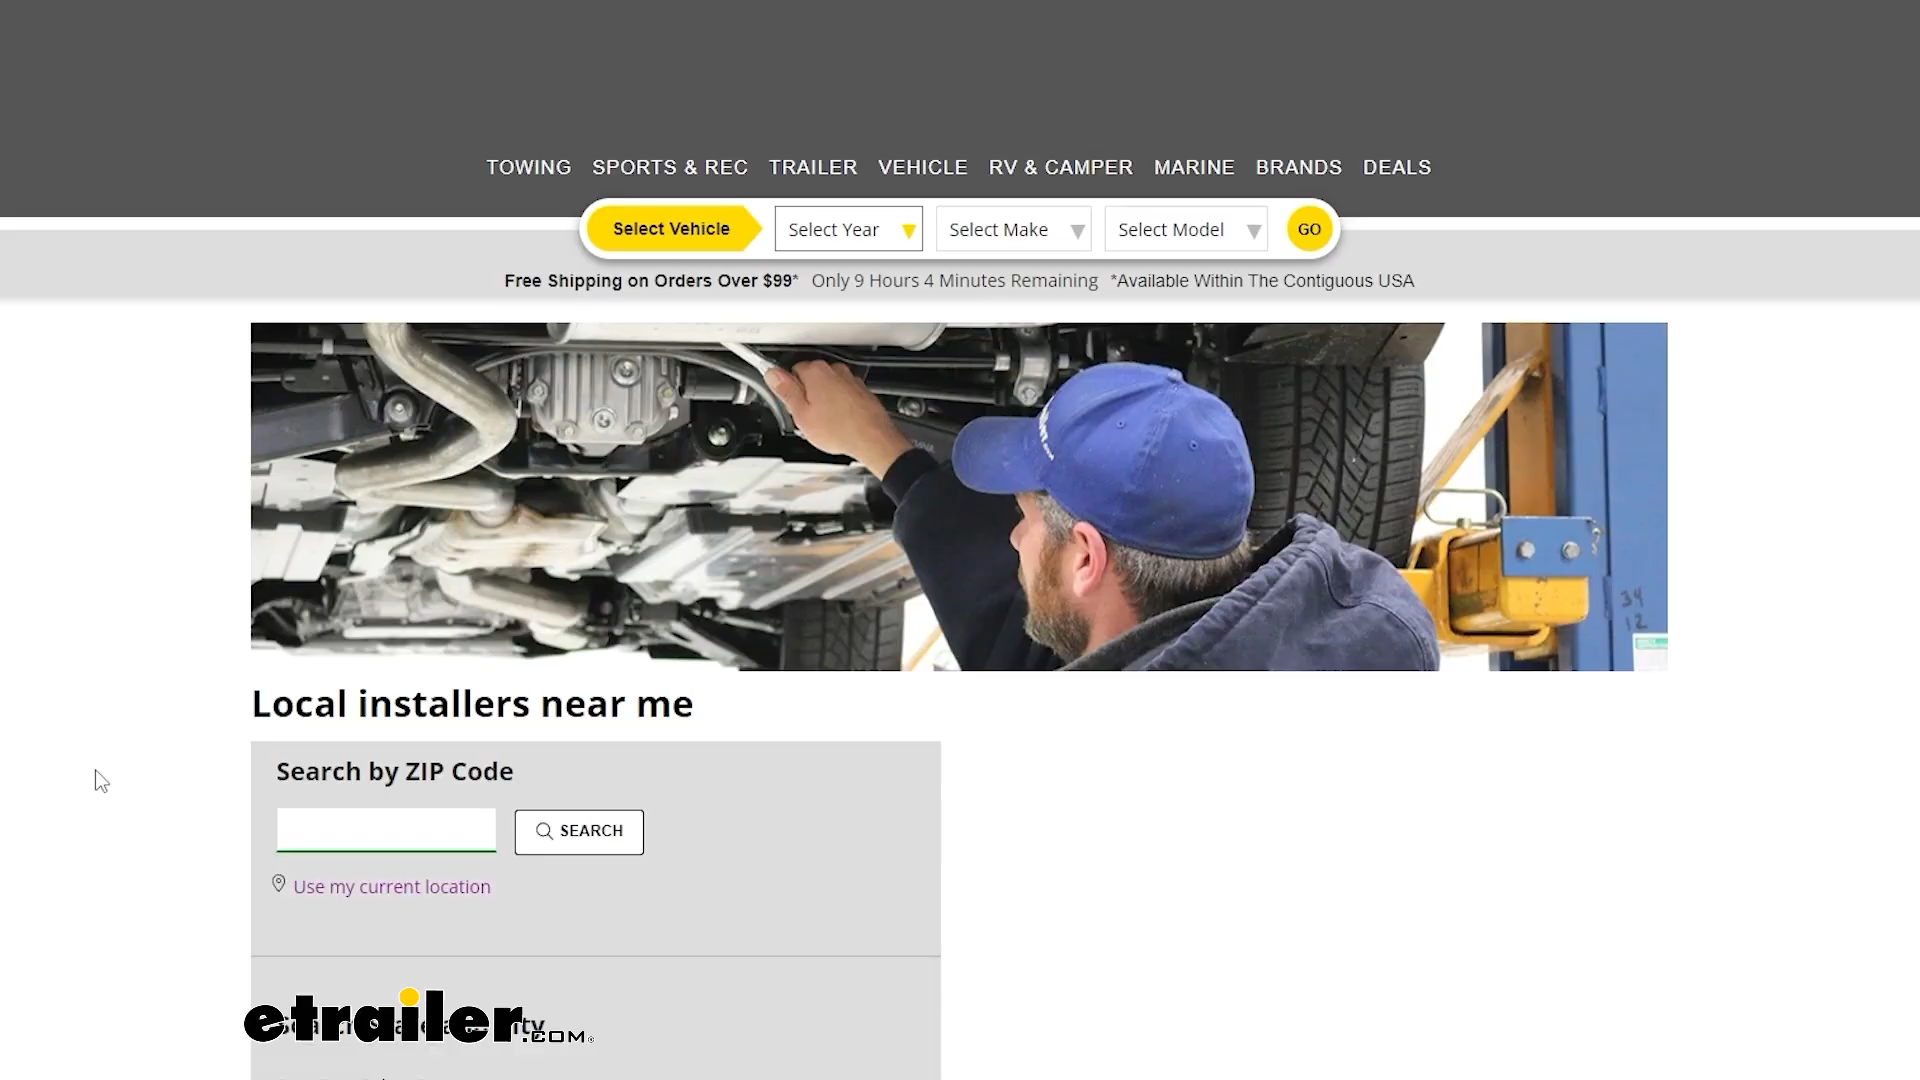 TOWING SPORTS & REC TRAILER VEHICLE RV & CAMPER MARINE BRANDS DEALS
Select Vehicle Select Year Select Make Select Model GO
Free Shipping on Orders Over $99* Only 9 Hours 4 Minutes Remaining *Available Within The Contiguous USA
34
12
Local installers near me
Search by ZIP Code
SEARCH
Use my current location
etrailer.COM